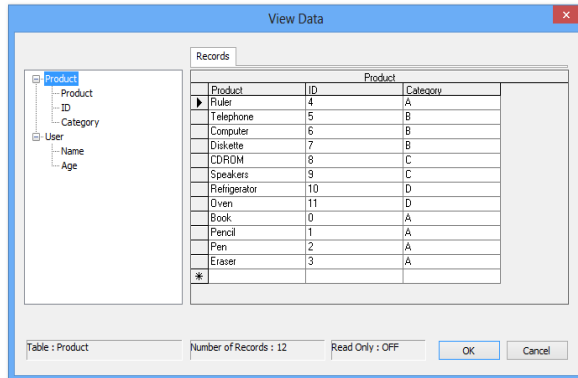 View Data
Records
Product
Product
ID
Category
User
Name
Age
Product
Product ID Category
Ruler 4 A
Telephone 5 B
Computer 6 B
Diskette 7 B
CDROM 8 C
Speakers 9 C
Refrigerator 10 D
Oven 11 D
Book 0 A
Pencil 1 A
Pen 2 A
Eraser 3 A
Table : Product
Number of Records : 12
Read Only : OFF
OK
Cancel